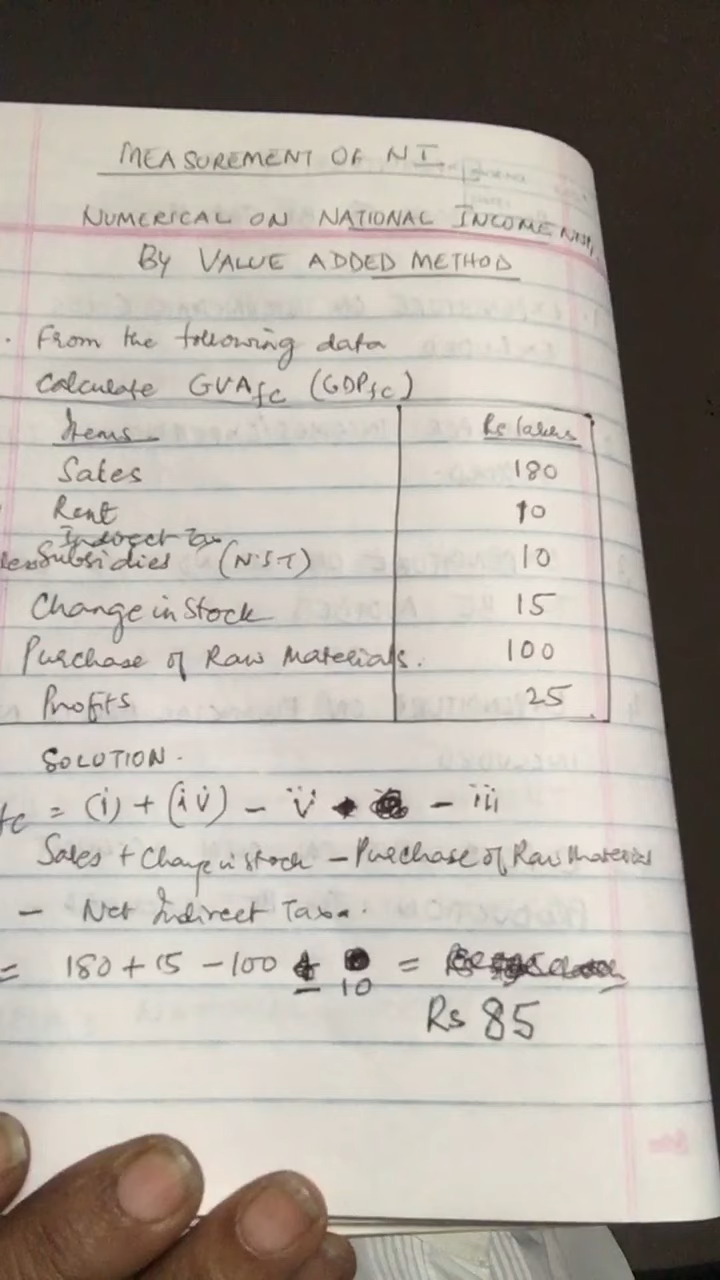 MEASUREMENT OF NI
NUMERICAL ON NATIONAL INCOME
BY VALUE ADDED METHOD
. From the following data
Calculate GVAfc (GDPfc)
Items Rs lakhs
Sales 180
Rent 10
Indirect Tax
Subsidies (N.I.T) 10
Change in Stock 15
Purchase of Raw Materials. 100
Profits 25
SOLUTION.
fc = (i) + (iv) - v - iii
Sales + Change in stock - Purchase of Raw Material
- Net Indirect Taxa.
= 180 + 15 - 100 - 10 =
Rs 85